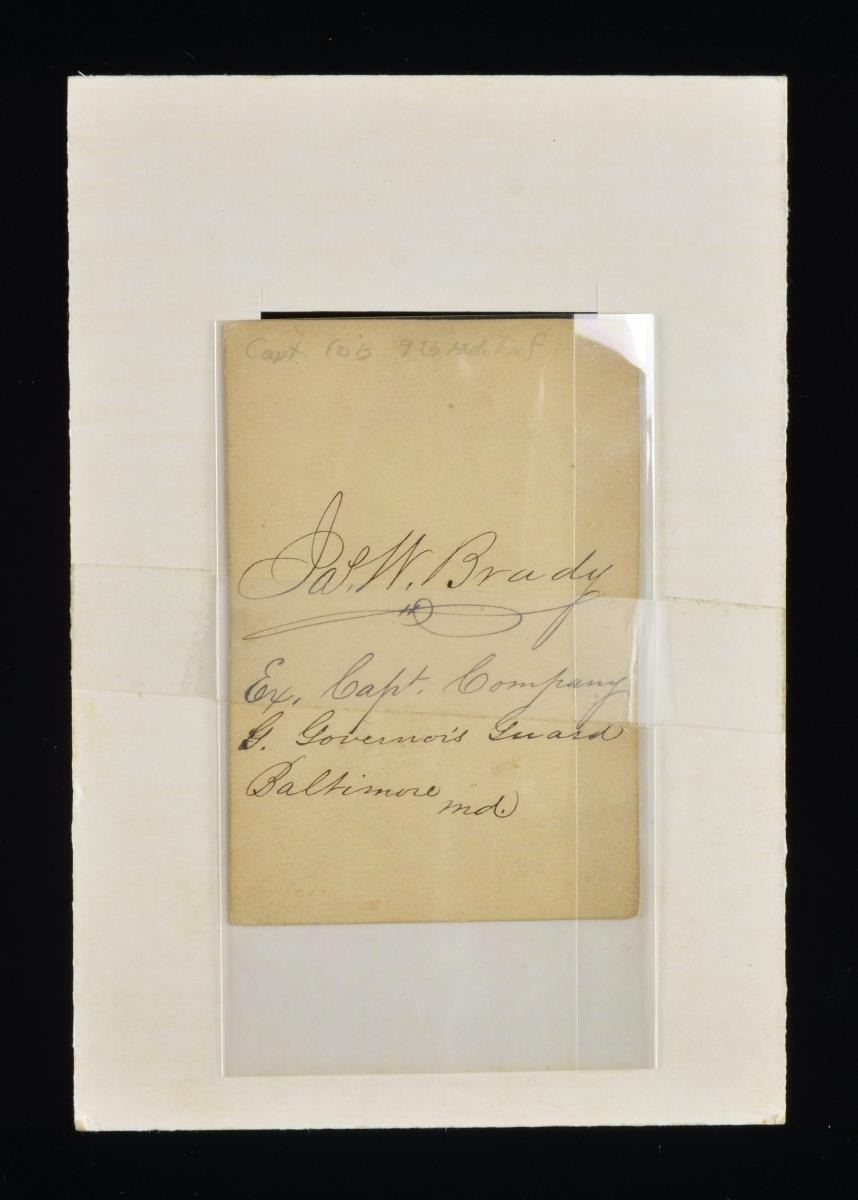 Capt. Co B 9th Md. Inf
Jas. W. Brady
Ex. Capt. Company
G. Governor's Guard
Baltimore
Md.